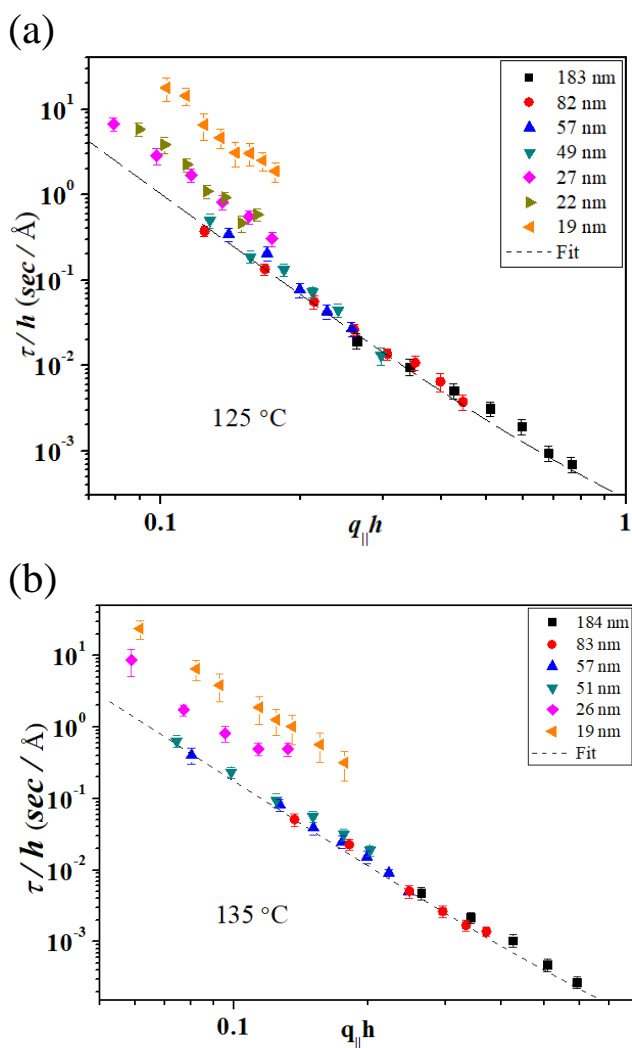 (a)
10¹
10⁰
10⁻¹
10⁻²
10⁻³
τ/h (sec / Å)
183 nm
82 nm
57 nm
49 nm
27 nm
22 nm
19 nm
Fit
125 °C
0.1
1
q||h
(b)
10¹
10⁰
10⁻¹
10⁻²
10⁻³
τ/h (sec / Å)
184 nm
83 nm
57 nm
51 nm
26 nm
19 nm
Fit
135 °C
0.1
q||h